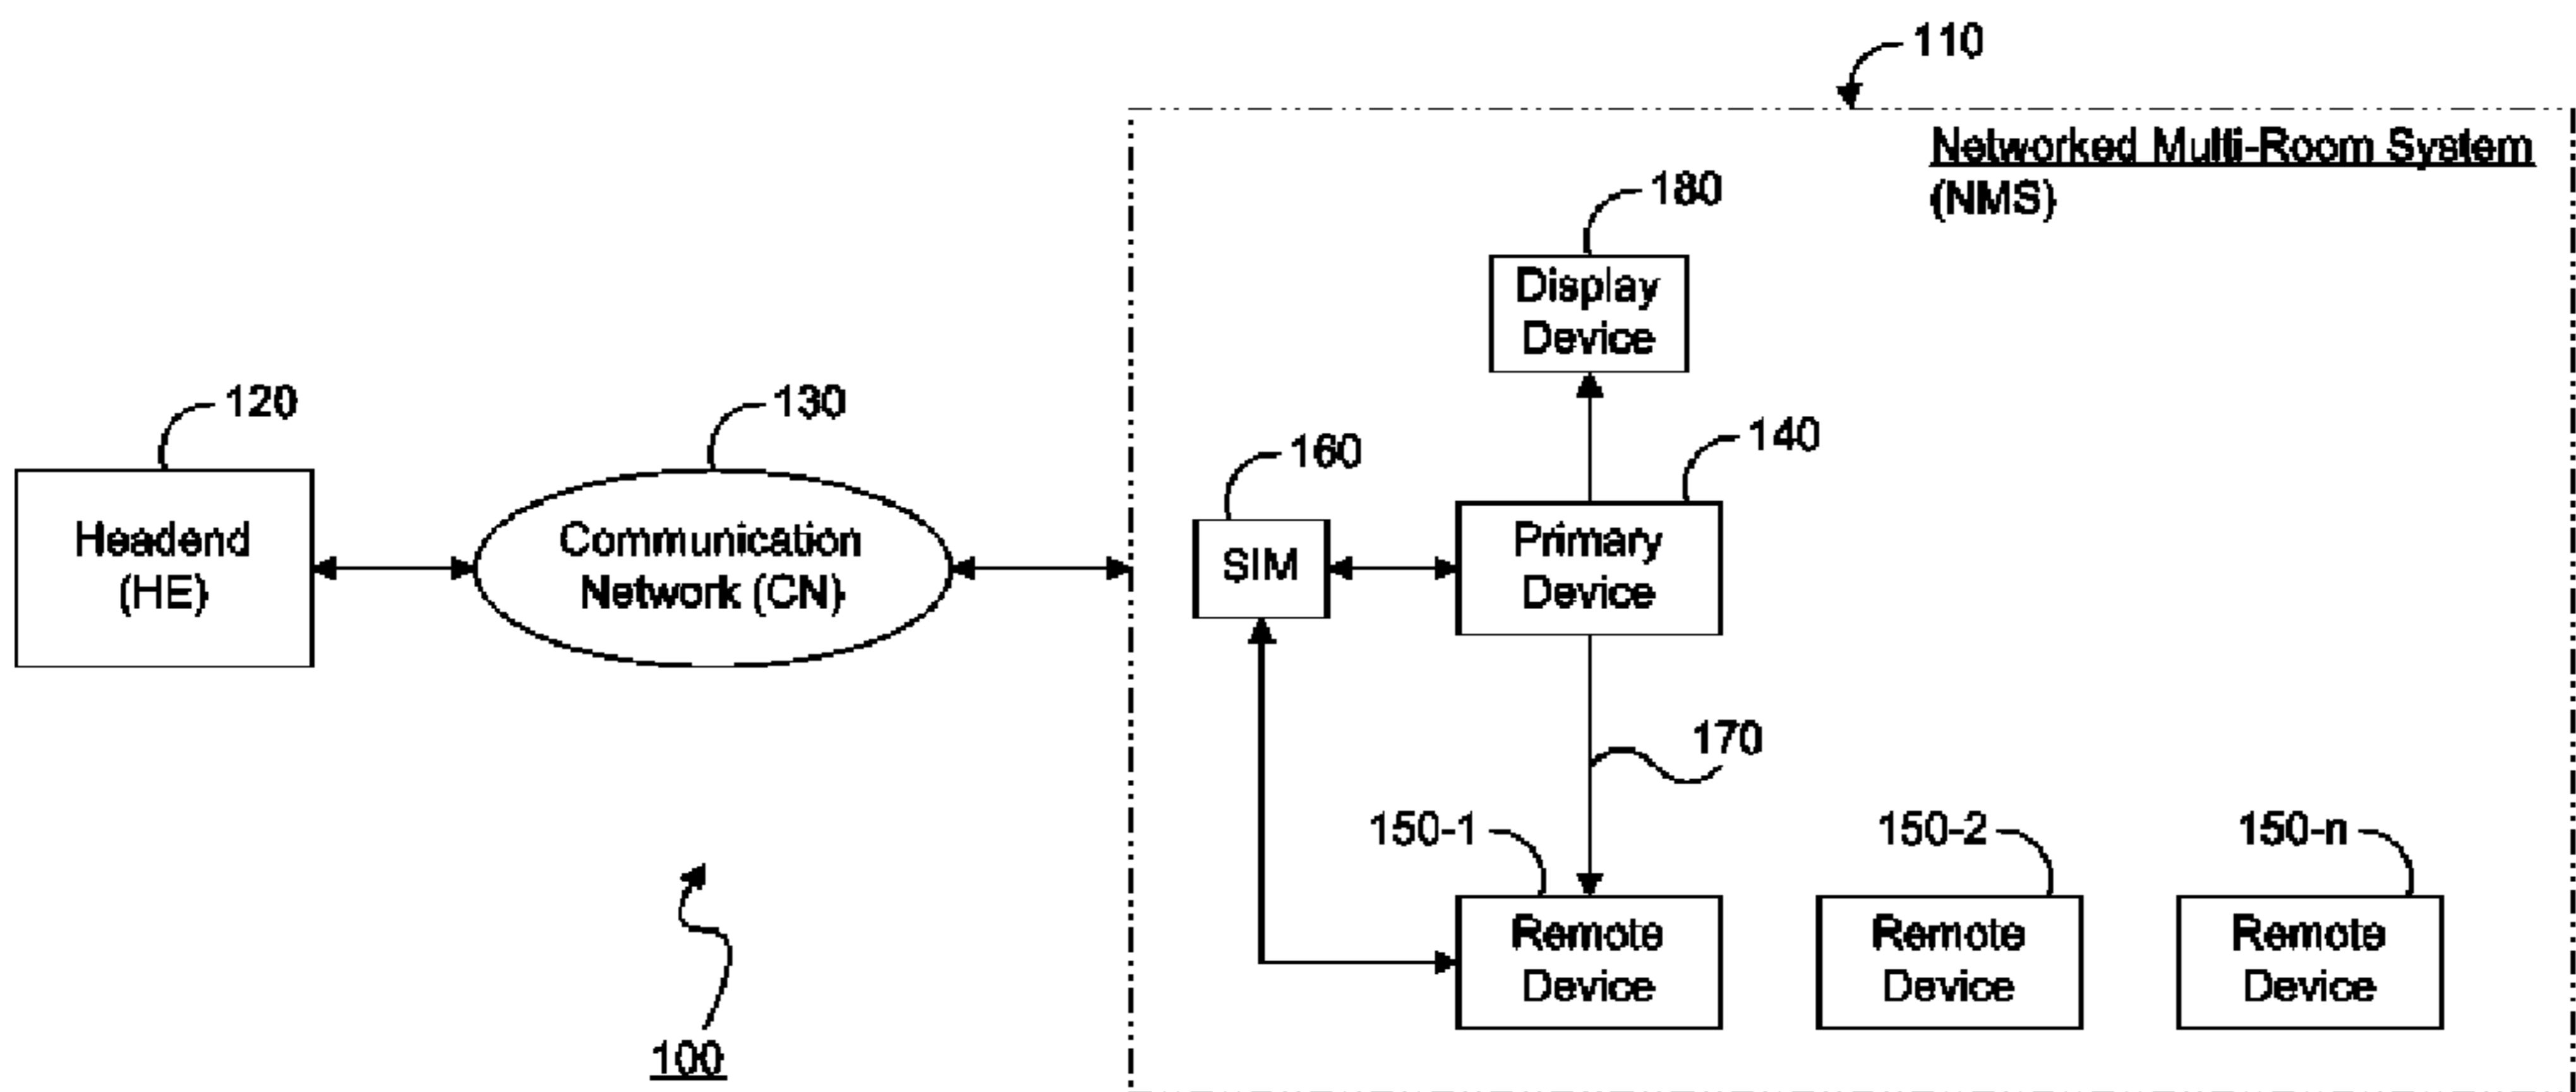 110
Networked Multi-Room System
(NMS)
180
Display
Device
120
130
160
140
Headend
(HE)
Communication
Network (CN)
SIM
Primary
Device
170
150-1
150-2
150-n
Remote
Device
Remote
Device
Remote
Device
100